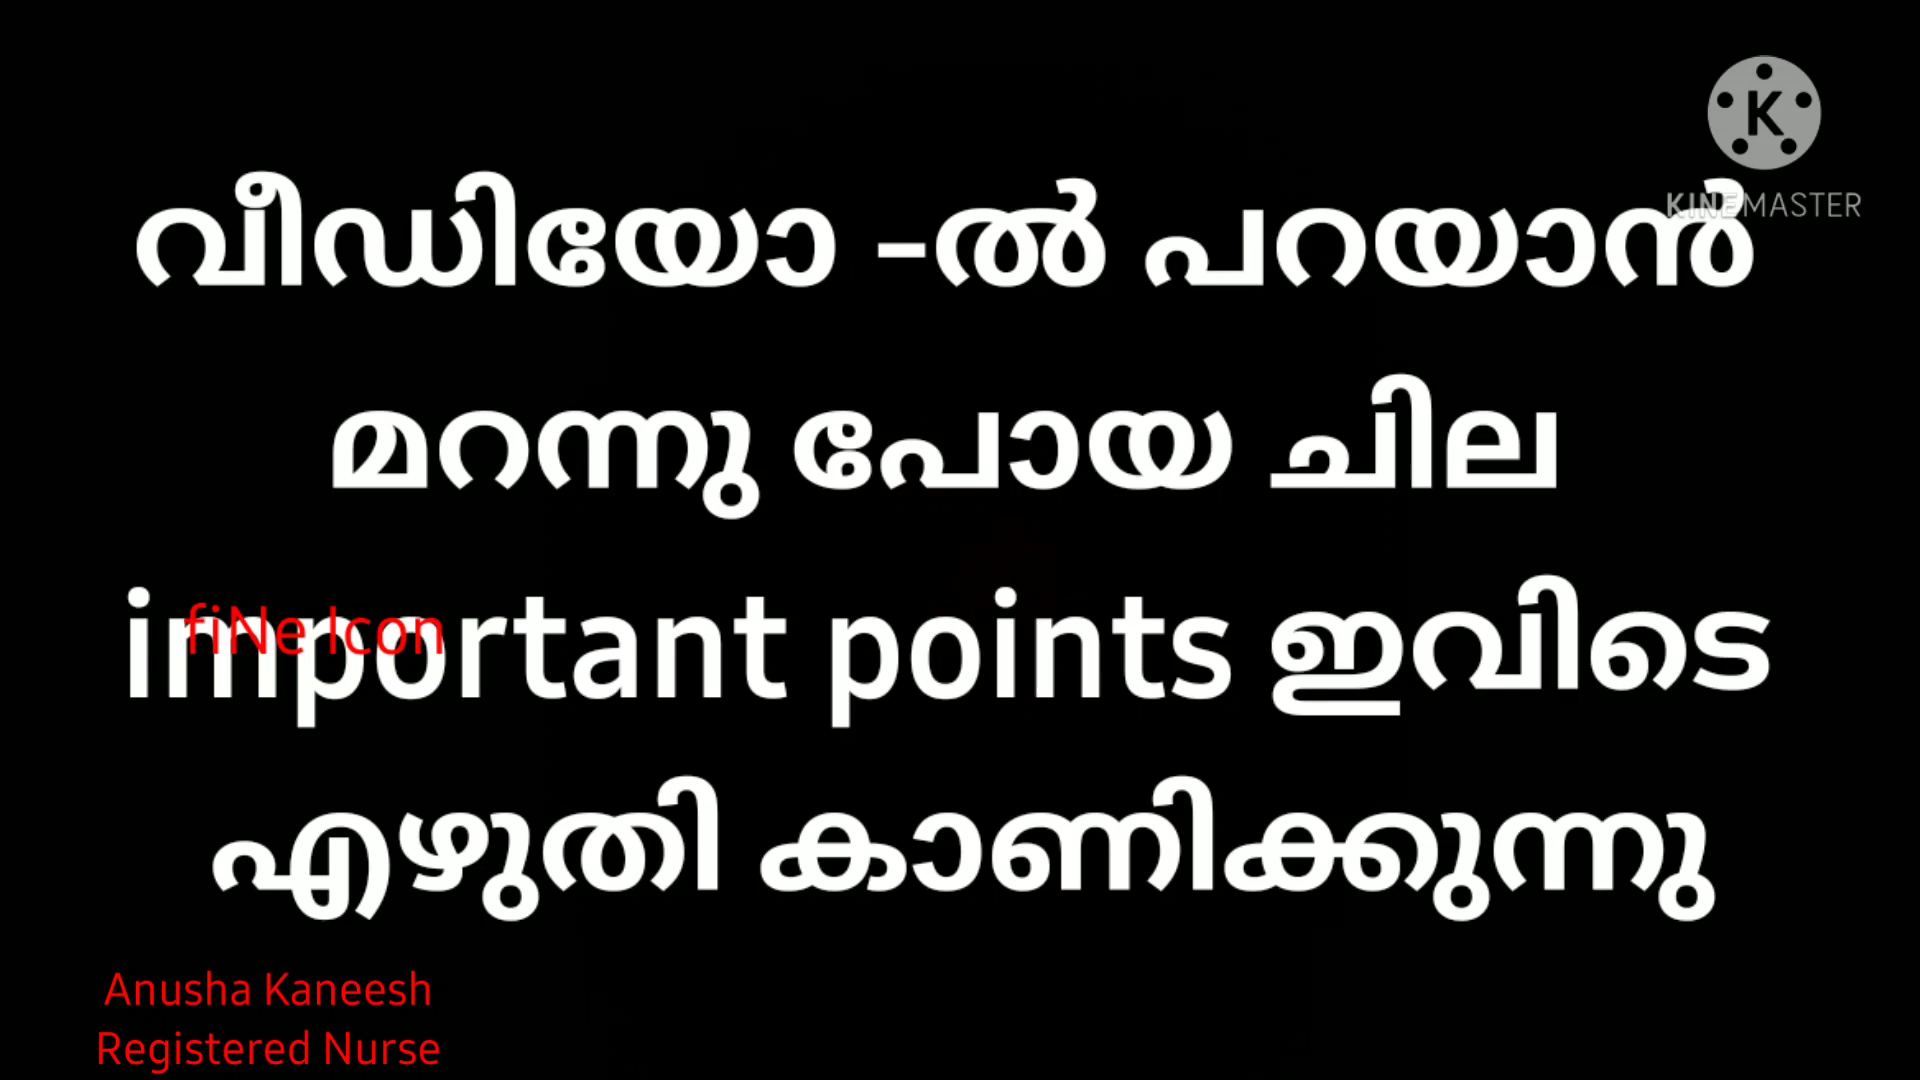 KINEMASTER
വീഡിയോ -ൽ പറയാൻ
മറന്നു പോയ ചില
important points ഇവിടെ
fiNe Icon
എഴുതി കാണിക്കുന്നു
Anusha Kaneesh
Registered Nurse